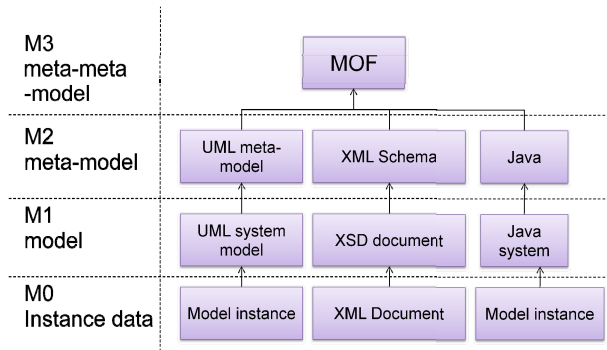 M3
meta-meta
-model
MOF
M2
meta-model
UML meta-
model
XML Schema
Java
M1
model
UML system
model
XSD document
Java
system
M0
Instance data
Model instance
XML Document
Model instance